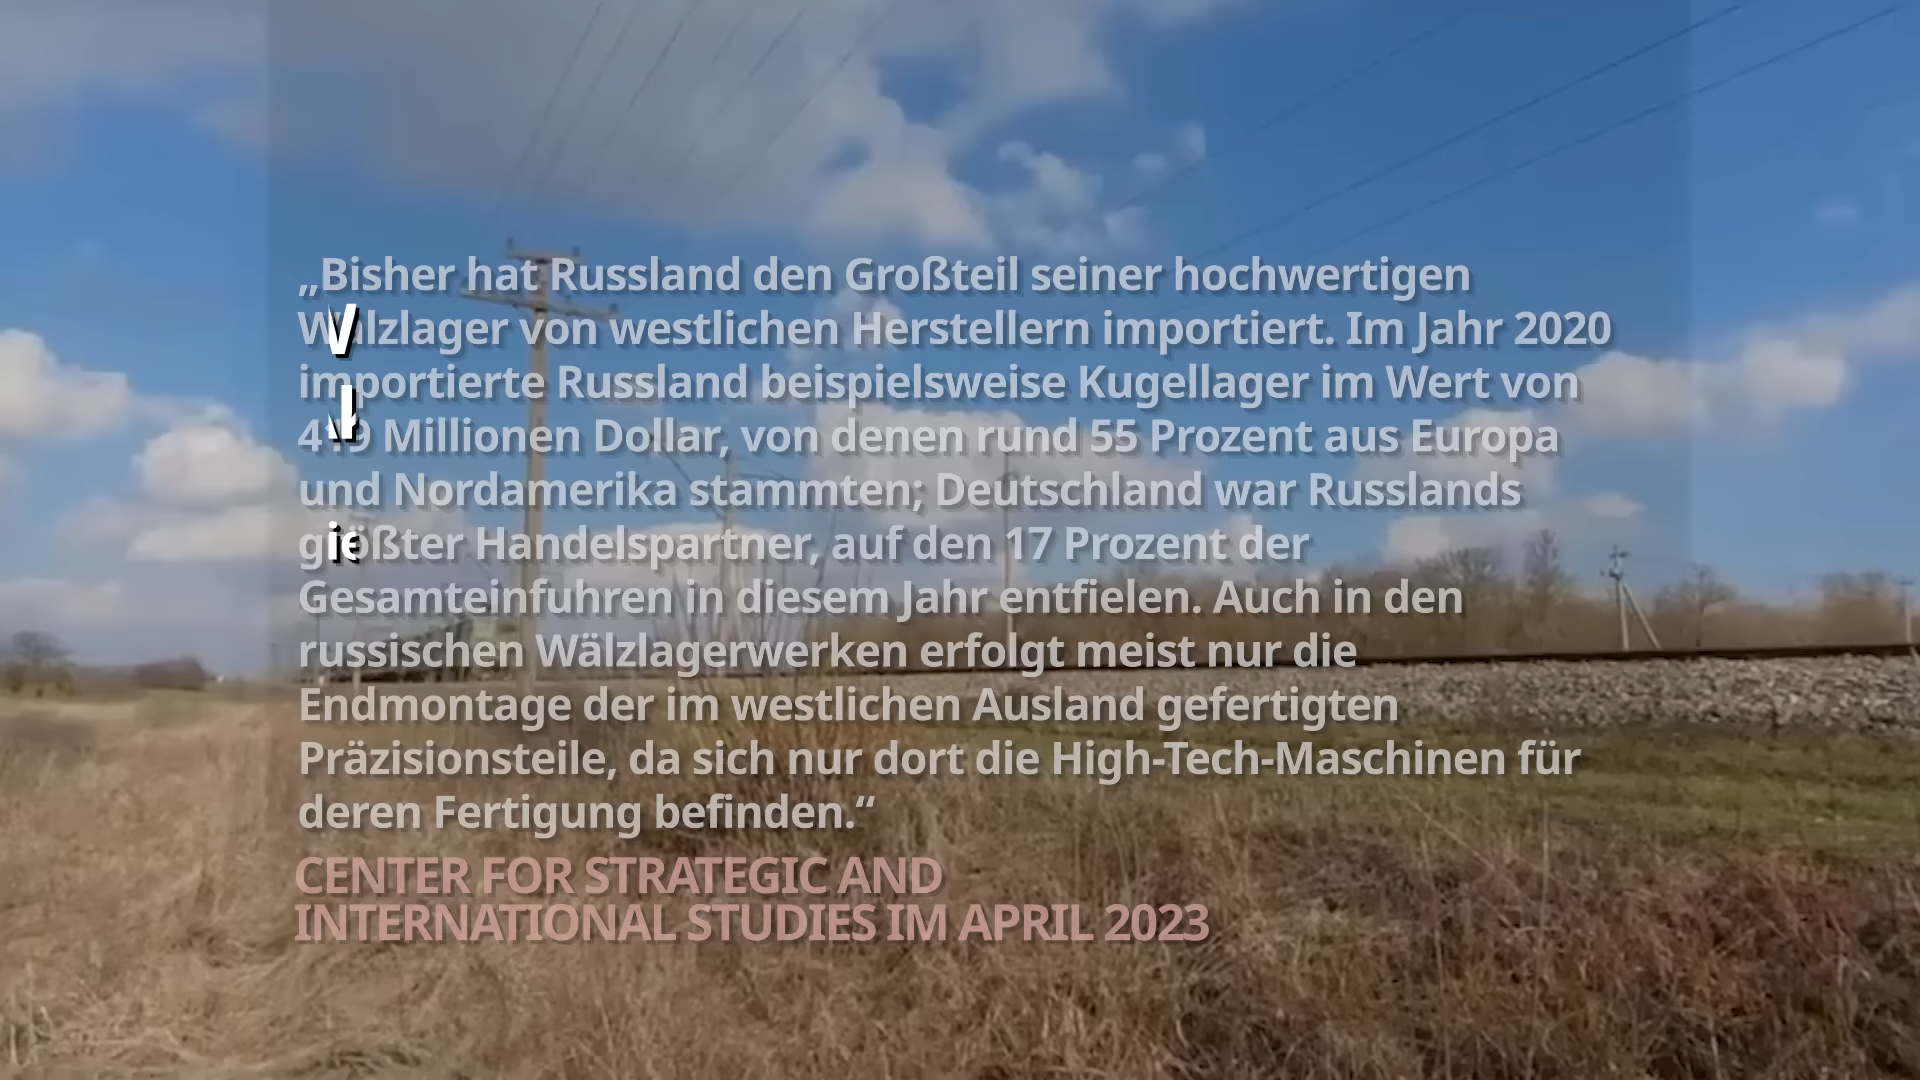 „Bisher hat Russland den Großteil seiner hochwertigen
Wälzlager von westlichen Herstellern importiert. Im Jahr 2020
importierte Russland beispielsweise Kugellager im Wert von
419 Millionen Dollar, von denen rund 55 Prozent aus Europa
und Nordamerika stammten; Deutschland war Russlands
größter Handelspartner, auf den 17 Prozent der
Gesamteinfuhren in diesem Jahr entfielen. Auch in den
russischen Wälzlagerwerken erfolgt meist nur die
Endmontage der im westlichen Ausland gefertigten
Präzisionsteile, da sich nur dort die High-Tech-Maschinen für
deren Fertigung befinden.“
CENTER FOR STRATEGIC AND
INTERNATIONAL STUDIES IM APRIL 2023